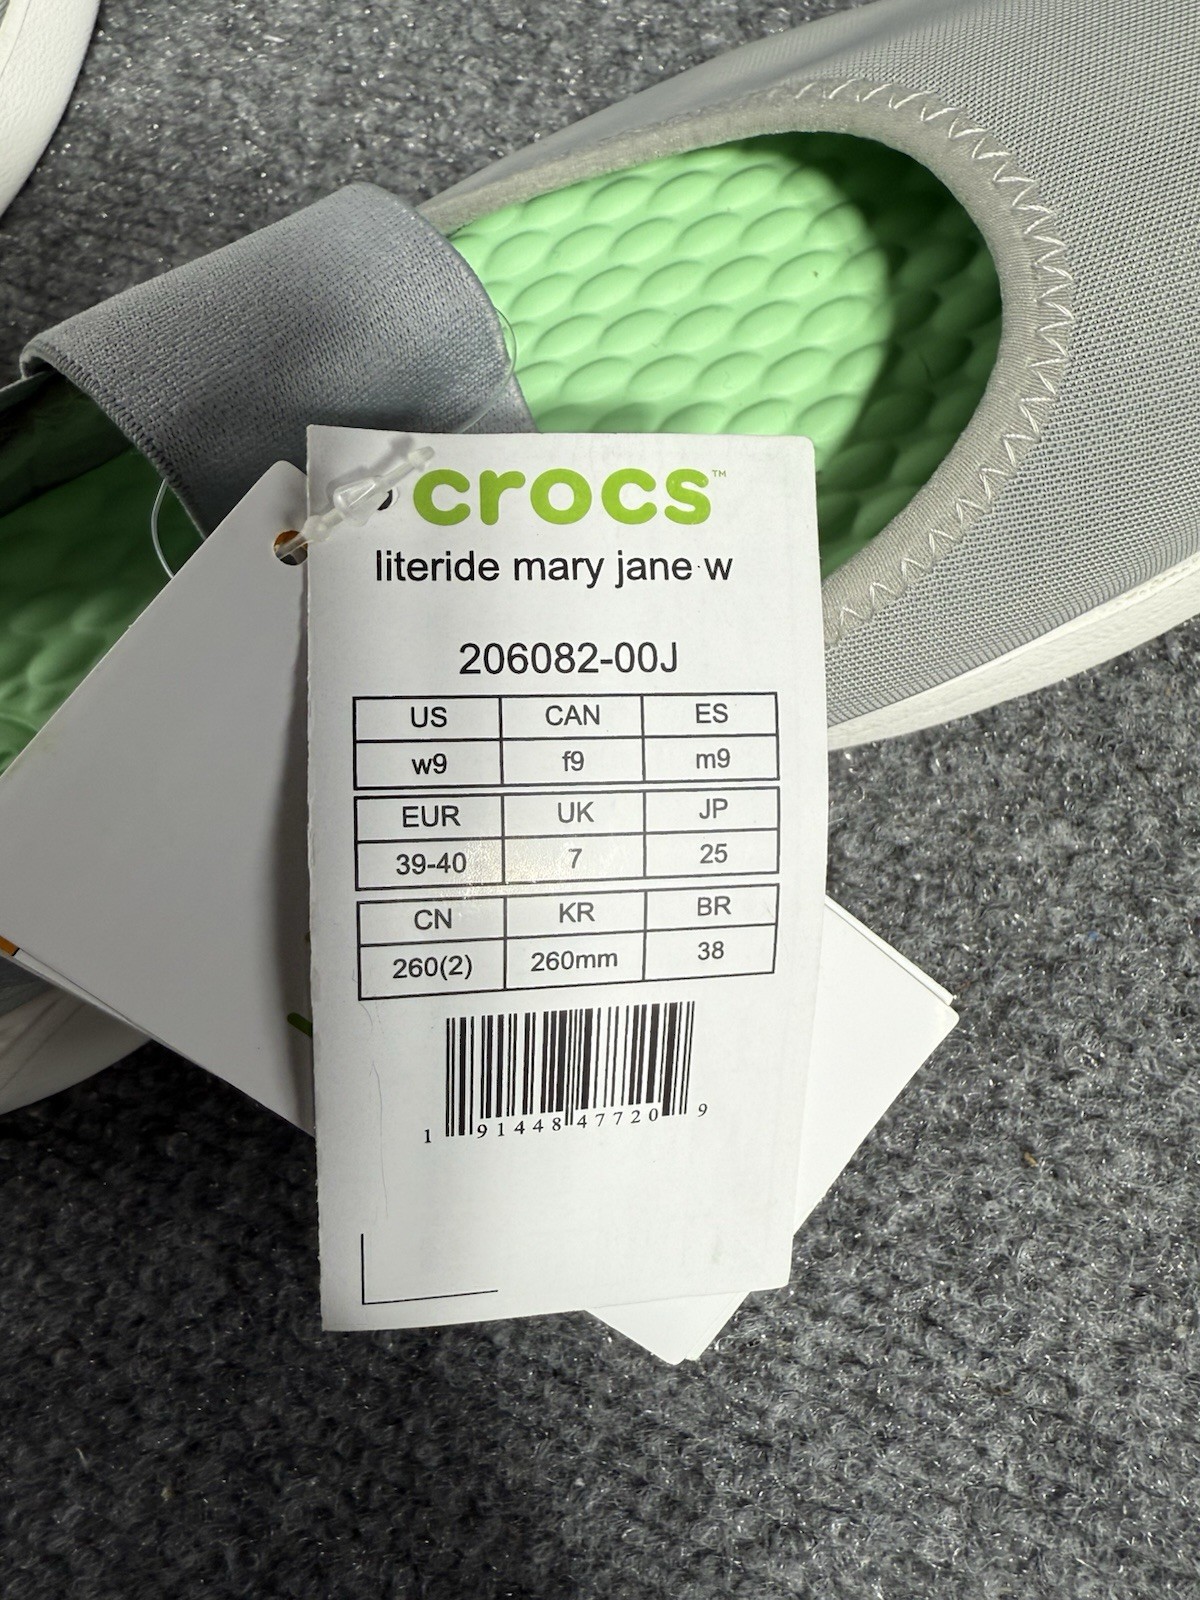 crocs™
literide mary jane w
206082-00J
US CAN ES
w9 f9 m9
EUR UK JP
39-40 7 25
CN KR BR
260(2) 260mm 38
1 91448 47720 9